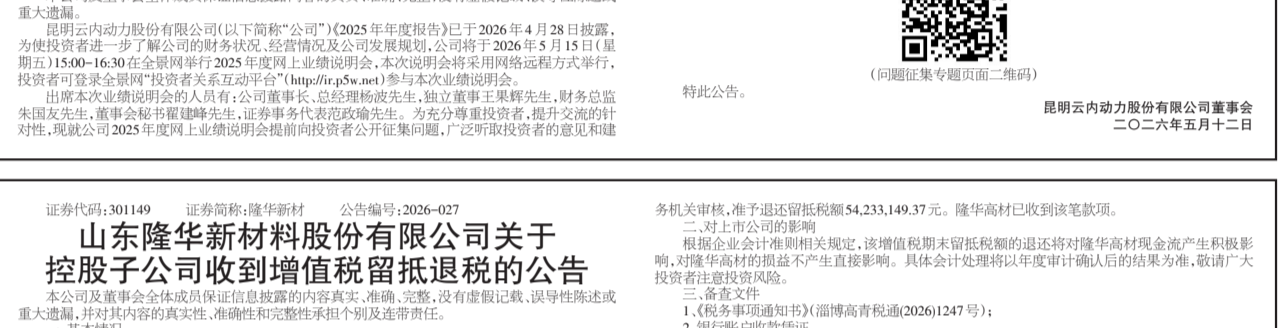 重大遗漏。
昆明云内动力股份有限公司(以下简称“公司”)《2025年年度报告》已于2026年4月28日披露,
为使投资者进一步了解公司的财务状况、经营情况及公司发展规划,公司将于2026年5月15日(星
期五)15:00-16:30在全景网举行2025年度网上业绩说明会,本次说明会将采用网络远程方式举行,
投资者可登录全景网“投资者关系互动平台”(http://ir.p5w.net)参与本次业绩说明会。
出席本次业绩说明会的人员有:公司董事长、总经理杨波先生,独立董事王果辉先生,财务总监
朱国友先生,董事会秘书翟建峰先生,证券事务代表范政瑜先生。为充分尊重投资者,提升交流的针
对性,现就公司2025年度网上业绩说明会提前向投资者公开征集问题,广泛听取投资者的意见和建
(问题征集专题页面二维码)
特此公告。
昆明云内动力股份有限公司董事会
二〇二六年五月十二日
证券代码:301149 证券简称:隆华新材 公告编号:2026-027
山东隆华新材料股份有限公司关于
控股子公司收到增值税留抵退税的公告
本公司及董事会全体成员保证信息披露的内容真实、准确、完整,没有虚假记载、误导性陈述或
重大遗漏,并对其内容的真实性、准确性和完整性承担个别及连带责任。
务机关审核,准予退还留抵税额54,233,149.37元。隆华高材已收到该笔款项。
二、对上市公司的影响
根据企业会计准则相关规定,该增值税期末留抵税额的退还将对隆华高材现金流产生积极影
响,对隆华高材的损益不产生直接影响。具体会计处理将以年度审计确认后的结果为准,敬请广大
投资者注意投资风险。
三、备查文件
1、《税务事项通知书》(淄博高青税通(2026)1247号);